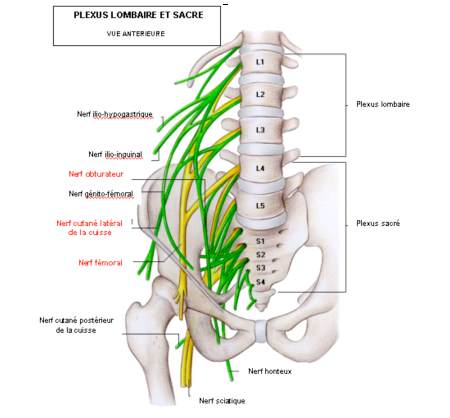 PLEXUS LOMBAIRE ET SACRE
VUE ANTERIEURE
L1
L2
Plexus lombaire
Nerf ilio-hypogastrique
L3
Nerf ilio-inguinal
L4
Nerf obturateur
Nerf génito-fémoral
L5
Nerf cutané latéral
de la cuisse
Plexus sacré
S1
S2
Nerf fémoral
S3
S4
Nerf cutané postérieur
de la cuisse
Nerf honteux
Nerf sciatique